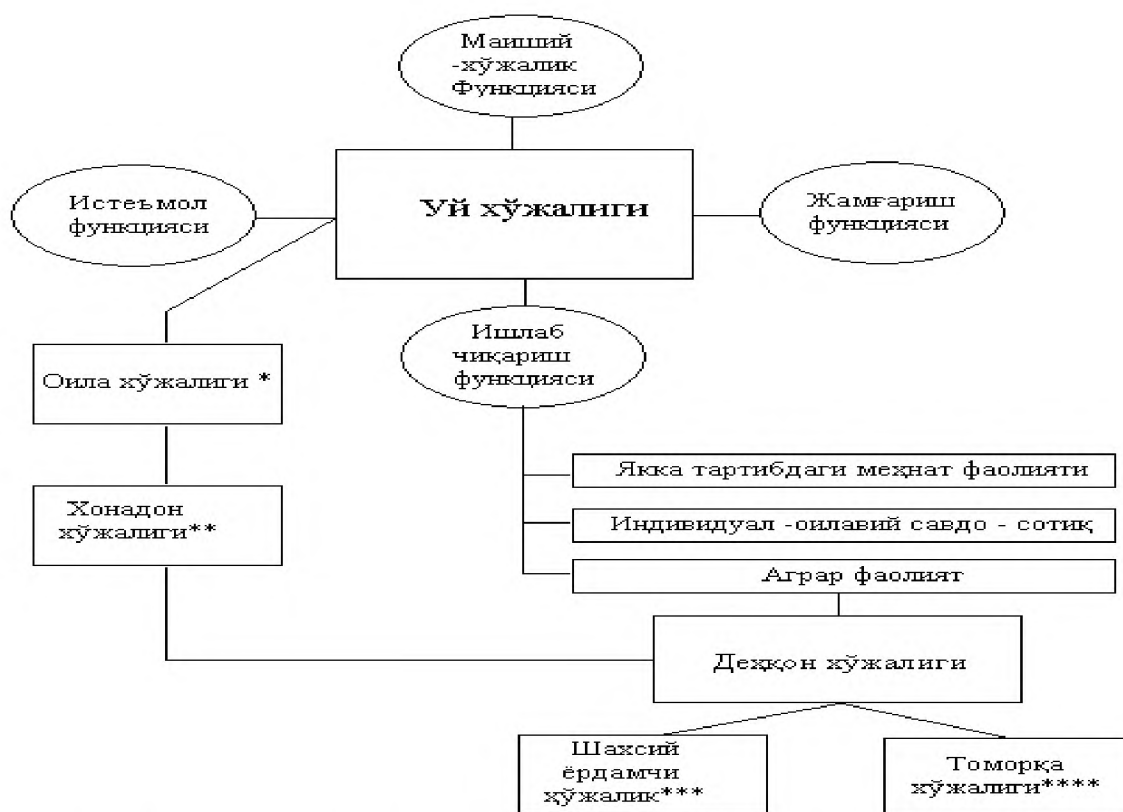 Маиший
-хўжалик
Функцияси
Уй хўжалиги
Истеъмол
функцияси
Жамғариш
функцияси
Ишлаб
чиқариш
функцияси
Оила хўжалиги *
Якка тартибдаги меҳнат фаолияти
Хонадон
хўжалиги**
Индивидуал -оилавий савдо - сотиқ
Аграр фаолият
Деҳқон хўжалиги
Шахсий
ёрдамчи
ҳўжалик***
Томорқа
хўжалиги****